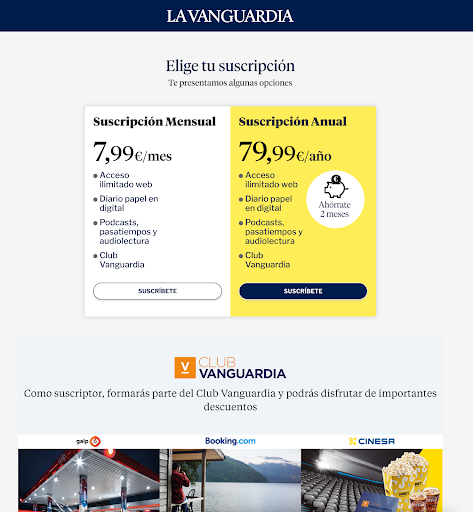 LA VANGUARDIA
Elige tu suscripción
Te presentamos algunas opciones
Suscripción Mensual
7,99€/mes
Acceso
ilimitado web
Diario papel
en digital
Podcasts,
pasatiempos y
audiolectura
Club
Vanguardia
SUSCRÍBETE
Suscripción Anual
79,99€/año
Acceso
ilimitado web
Diario papel
en digital
Podcasts,
pasatiempos y
audiolectura
Club
Vanguardia
€
Ahórrate
2 meses
SUSCRÍBETE
V
CLUB
VANGUARDIA
Como suscriptor, formarás parte del Club Vanguardia y podrás disfrutar de importantes
descuentos
galp
Booking.com
CINESA